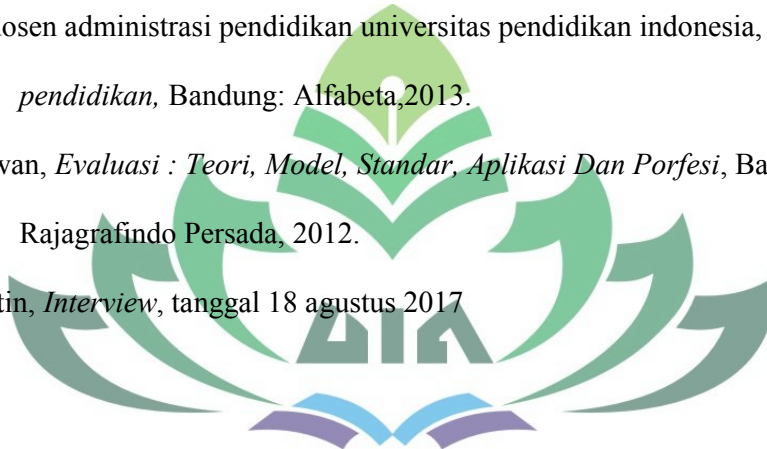 osen administrasi pendidikan universitas pendidikan indonesia,
pendidikan, Bandung: Alfabeta,2013.
wan, Evaluasi : Teori, Model, Standar, Aplikasi Dan Porfesi, Ba
Rajagrafindo Persada, 2012.
tin, Interview, tanggal 18 agustus 2017